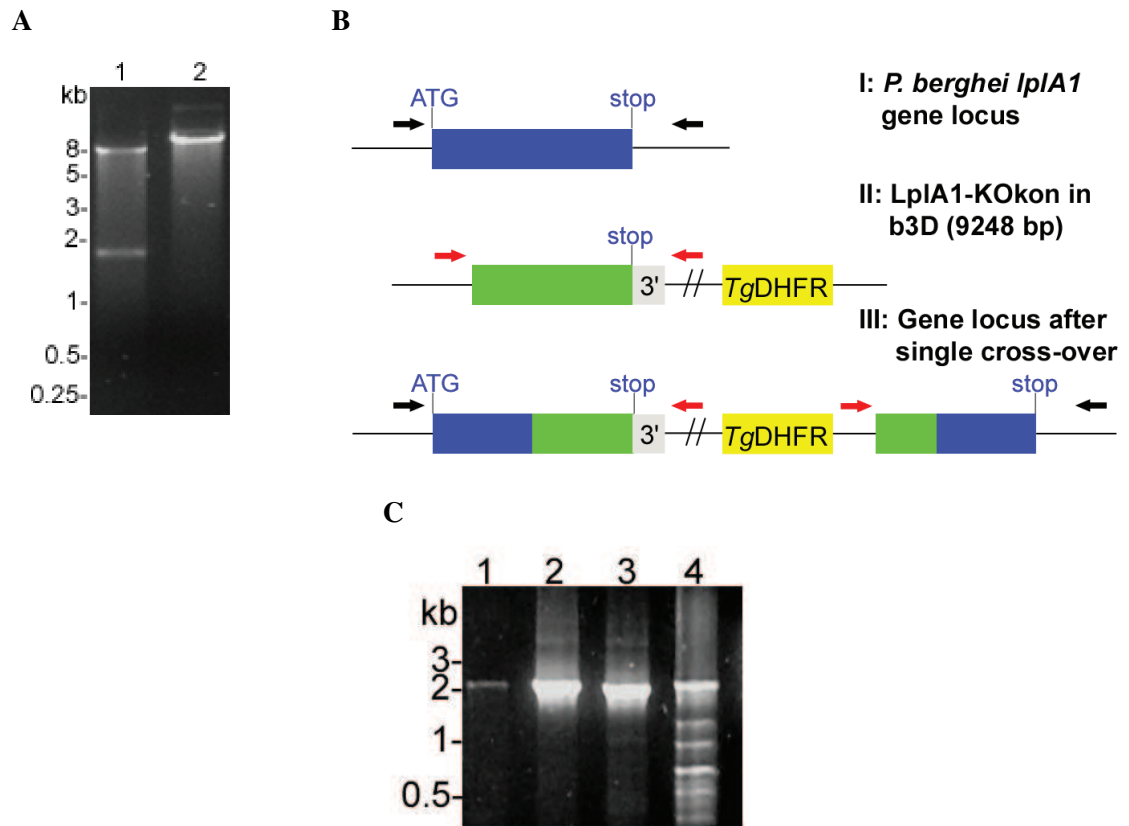 A
B
1 2
kb
8
5
3
2
1
0.5
0.25
ATG
stop
I: P. berghei lplA1
gene locus
stop
3'
TgDHFR
II: LplA1-KOkon in
b3D (9248 bp)
III: Gene locus after
single cross-over
ATG
stop
3'
TgDHFR
stop
C
1 2 3 4
kb
3
2
1
0.5